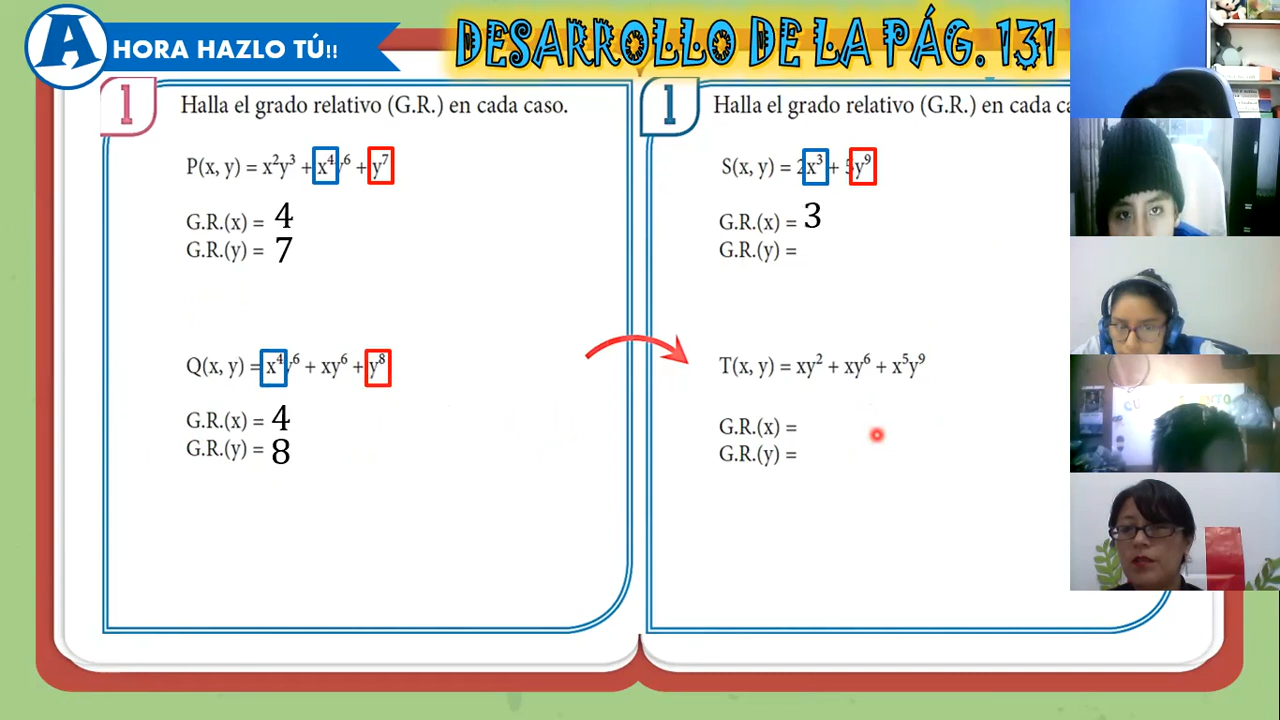 AHORA HAZLO TÚ!!
DESARROLLO DE LA PÁG. 131
1
Halla el grado relativo (G.R.) en cada caso.
P(x, y) = x²y³ + x⁴y⁶ + y⁷
G.R.(x) = 4
G.R.(y) = 7
Q(x, y) = x⁴y⁶ + xy⁶ + y⁸
G.R.(x) = 4
G.R.(y) = 8
1
Halla el grado relativo (G.R.) en cada ca
S(x, y) = 2x³ + 5y⁹
G.R.(x) = 3
G.R.(y) =
T(x, y) = xy² + xy⁶ + x⁵y⁹
G.R.(x) =
G.R.(y) =